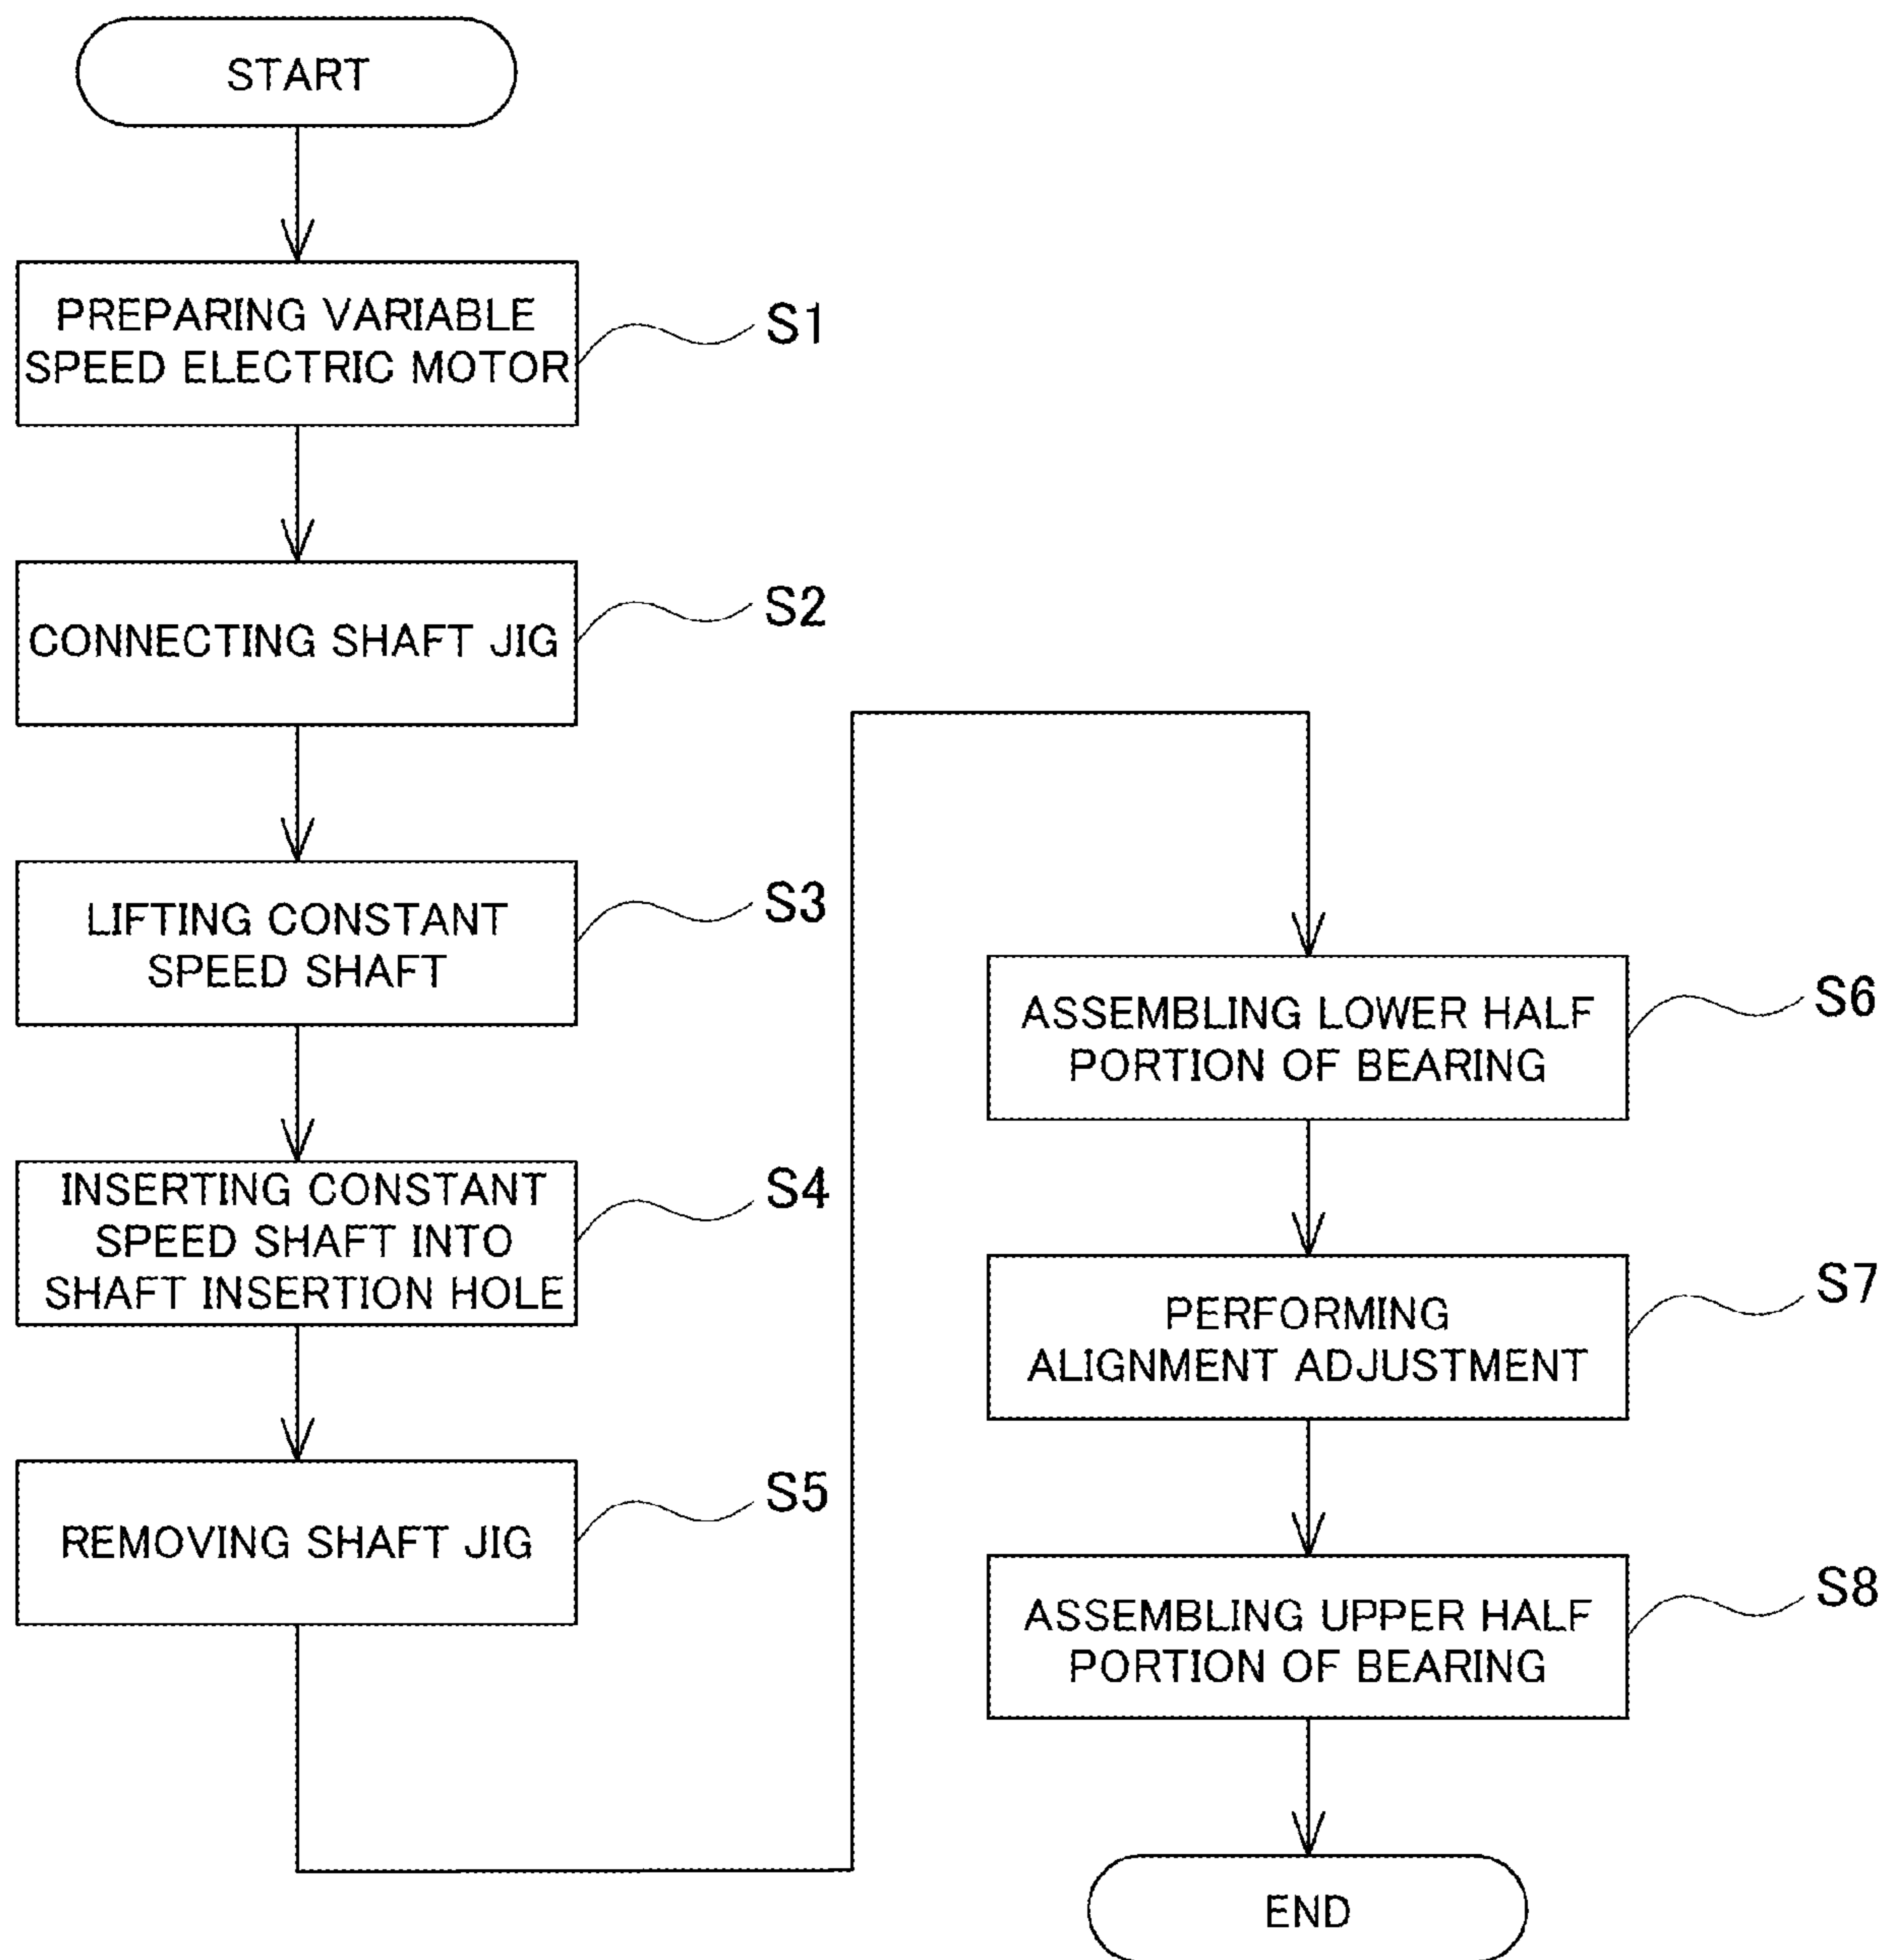 START
PREPARING VARIABLE
SPEED ELECTRIC MOTOR
S1
CONNECTING SHAFT JIG
S2
LIFTING CONSTANT
SPEED SHAFT
S3
INSERTING CONSTANT
SPEED SHAFT INTO
SHAFT INSERTION HOLE
S4
REMOVING SHAFT JIG
S5
ASSEMBLING LOWER HALF
PORTION OF BEARING
S6
PERFORMING
ALIGNMENT ADJUSTMENT
S7
ASSEMBLING UPPER HALF
PORTION OF BEARING
S8
END